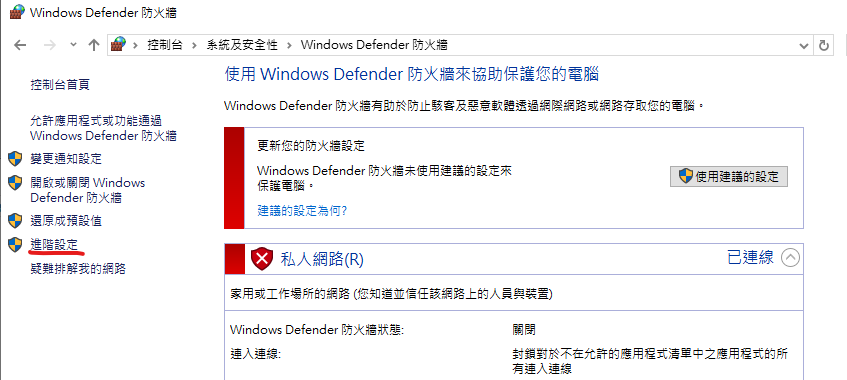 Windows Defender 防火牆
控制台 › 系統及安全性 › Windows Defender 防火牆
控制台首頁
允許應用程式或功能通過
Windows Defender 防火牆
變更通知設定
開啟或關閉 Windows
Defender 防火牆
還原成預設值
進階設定
疑難排解我的網路
使用 Windows Defender 防火牆來協助保護您的電腦
Windows Defender 防火牆有助於防止駭客及惡意軟體透過網際網路或網路存取您的電腦。
更新您的防火牆設定
Windows Defender 防火牆未使用建議的設定來
保護電腦。
使用建議的設定
建議的設定為何?
私人網路(R)
已連線
家用或工作場所的網路 (您知道並信任該網路上的人員與裝置)
Windows Defender 防火牆狀態:
關閉
連入連線:
封鎖對於不在允許的應用程式清單中之應用程式的所
有連入連線